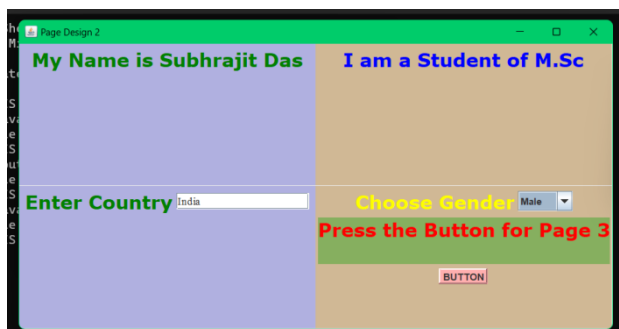 Page Design 2
My Name is Subhrajit Das
I am a Student of M.Sc
Enter Country India
Choose Gender Male
Press the Button for Page 3
BUTTON